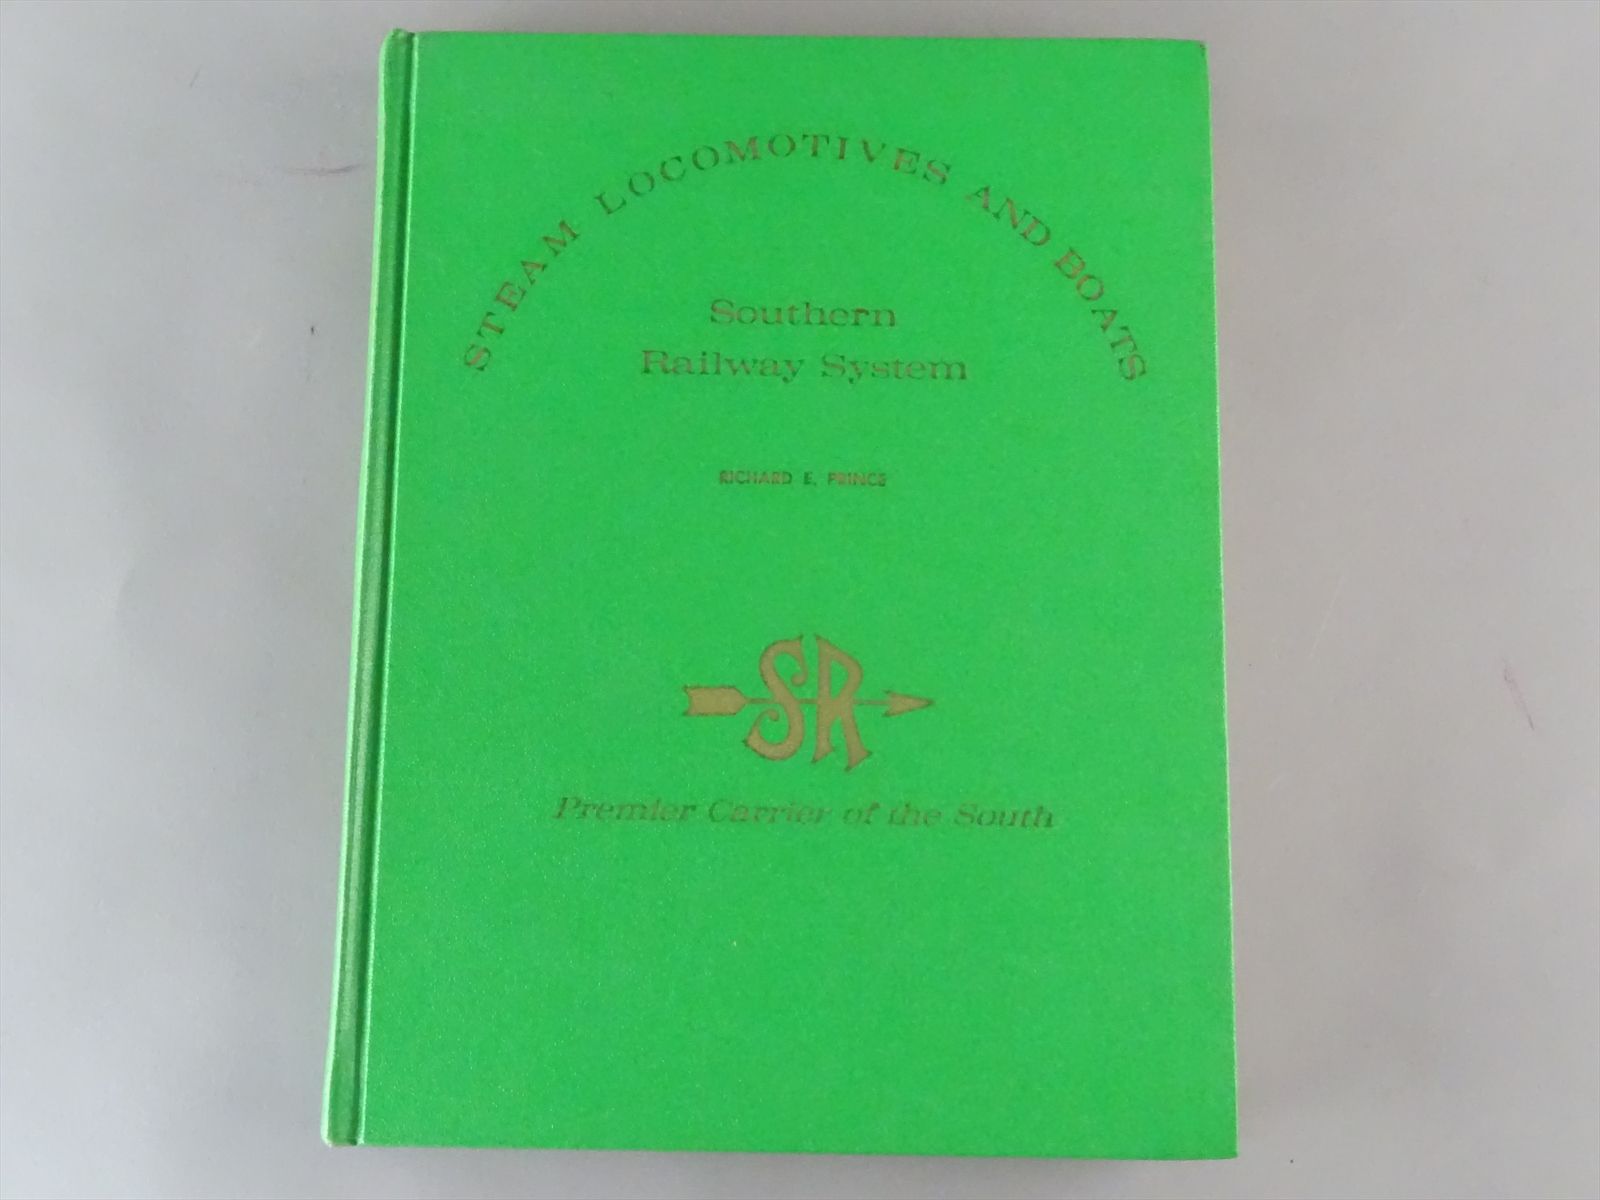 STEAM LOCOMOTIVES AND BOATS
Southern
Railway System
RICHARD E. PRINCE
SR
Premier Carrier of the South